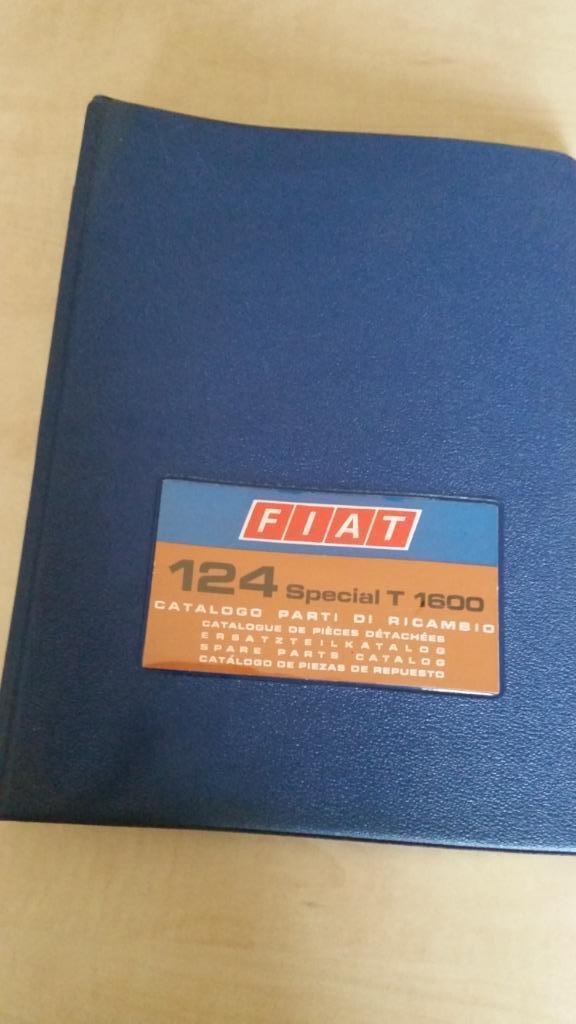 FIAT
124 Special T 1600
CATALOGO PARTI DI RICAMBIO
CATALOGUE DE PIÈCES DÉTACHÉES
ERSATZTEILKATALOG
SPARE PARTS CATALOG
CATÁLOGO DE PIEZAS DE REPUESTO